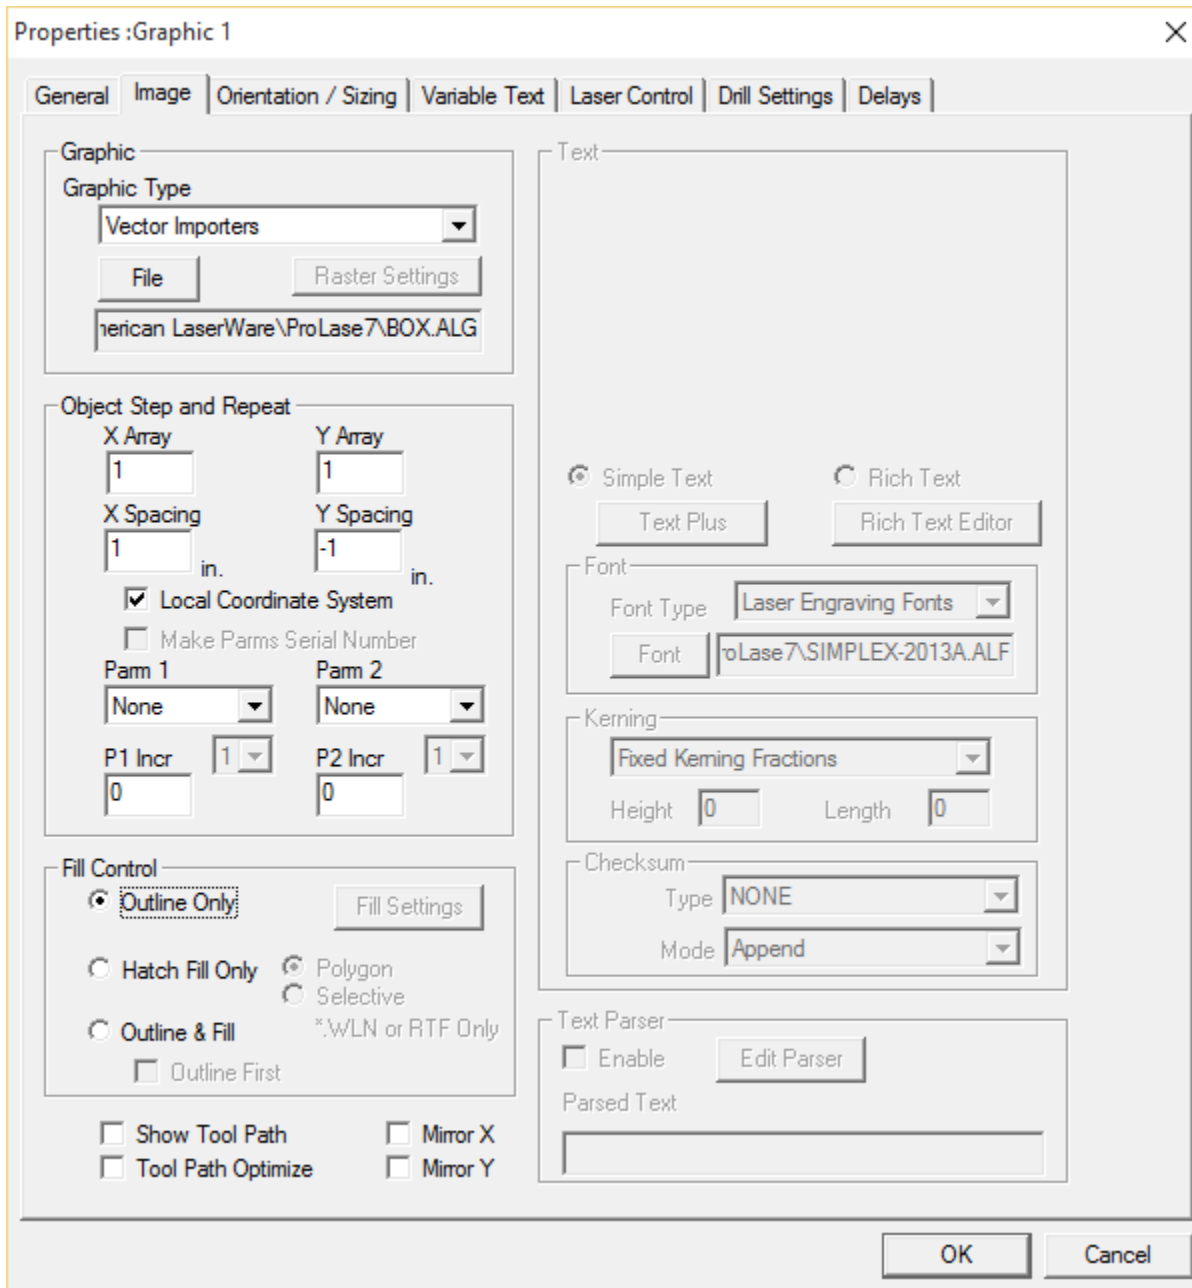 Properties :Graphic 1
General Image Orientation / Sizing Variable Text Laser Control Drill Settings Delays
Graphic
Graphic Type
Vector Importers
File Raster Settings
nerican LaserWare\ProLase7\BOX.ALG
Object Step and Repeat
X Array Y Array
1 1
X Spacing Y Spacing
1 in. -1 in.
Local Coordinate System
Make Parms Serial Number
Parm 1 Parm 2
None None
P1 Incr 1 P2 Incr 1
0 0
Fill Control
Outline Only Fill Settings
Hatch Fill Only Polygon
Selective
Outline & Fill *.WLN or RTF Only
Outline First
Show Tool Path Mirror X
Tool Path Optimize Mirror Y
Text
Simple Text Rich Text
Text Plus Rich Text Editor
Font
Font Type Laser Engraving Fonts
Font roLase7\SIMPLEX-2013A.ALF
Kerning
Fixed Kerning Fractions
Height 0 Length 0
Checksum
Type NONE
Mode Append
Text Parser
Enable Edit Parser
Parsed Text
OK Cancel